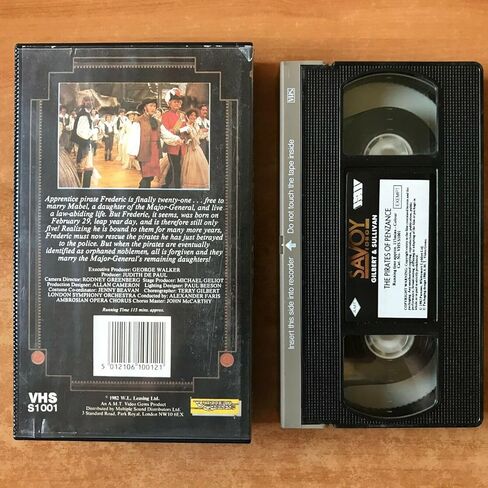 Apprentice pirate Frederic is finally twenty-one . . . free to
marry Mabel, a daughter of the Major-General, and live
a law-abiding life. But Frederic, it seems, was born on
February 29, leap year day, and is therefore still only
five! Realizing he is bound to them for many more years,
Frederic must now rescue the pirates he has just betrayed
to the police. But when the pirates are eventually
identified as orphaned noblemen, all is forgiven and they
marry the Major-General's remaining daughters!
Executive Producer: GEORGE WALKER
Producer: JUDITH DE PAUL
Camera Director: RODNEY GREENBERG Stage Producer: MICHAEL GELIOT
Production Designer: ALLAN CAMERON Lighting Designer: PAUL BEESON
Costume Co-ordinator: JENNY BEAVAN Choreographer: TERRY GILBERT
LONDON SYMPHONY ORCHESTRA Conducted by: ALEXANDER FARIS
AMBROSIAN OPERA CHORUS Chorus Master: JOHN McCARTHY
Running Time 115 mins. approx.
5 012106 100121
VHS
S1001
© 1982 W.L. Leasing Ltd.
An A.M.T. Video Gems Product
Distributed by Multiple Sound Distributors Ltd.
3 Standard Road, Park Royal, London NW10 6EX
VHS
Do not touch the tape inside
Insert this side into recorder
SAVOY
GILBERT & SULLIVAN
THE PIRATES OF PENZANCE
EXEMPT